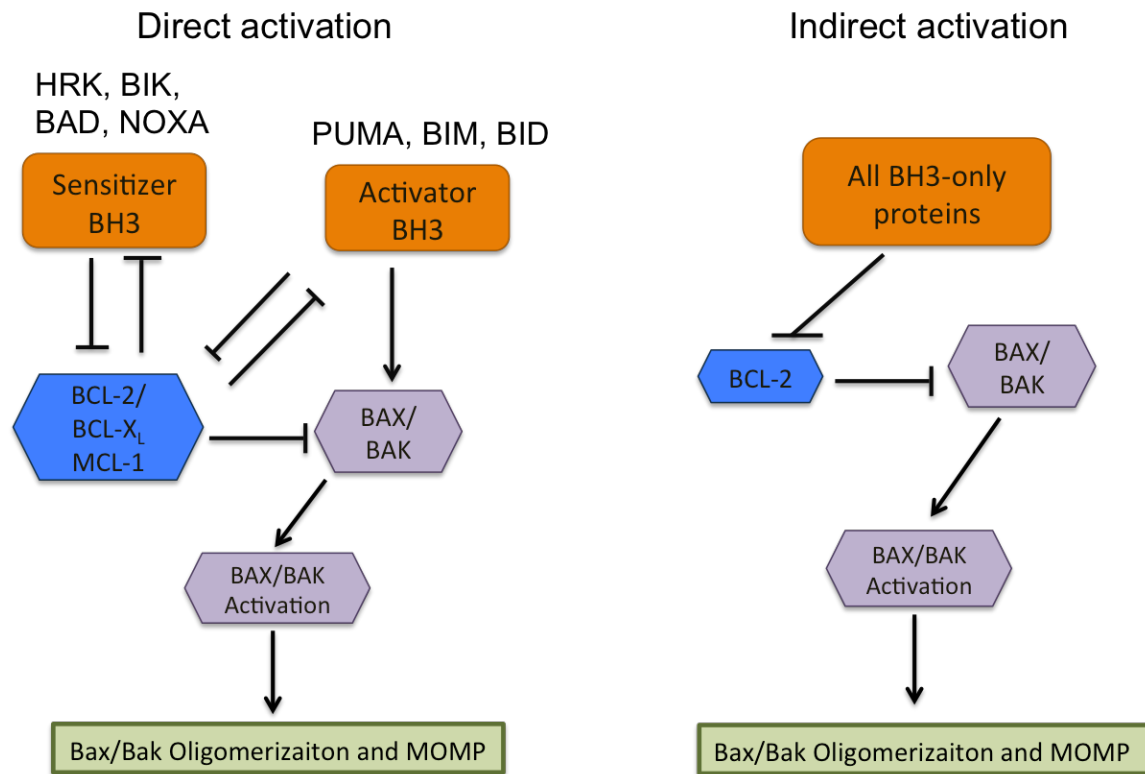 Direct activation
HRK, BIK,
BAD, NOXA
PUMA, BIM, BID
Sensitizer
BH3
Activator
BH3
BCL-2/
BCL-XL
MCL-1
BAX/
BAK
BAX/BAK
Activation
Bax/Bak Oligomerizaiton and MOMP
Indirect activation
All BH3-only
proteins
BCL-2
BAX/
BAK
BAX/BAK
Activation
Bax/Bak Oligomerizaiton and MOMP